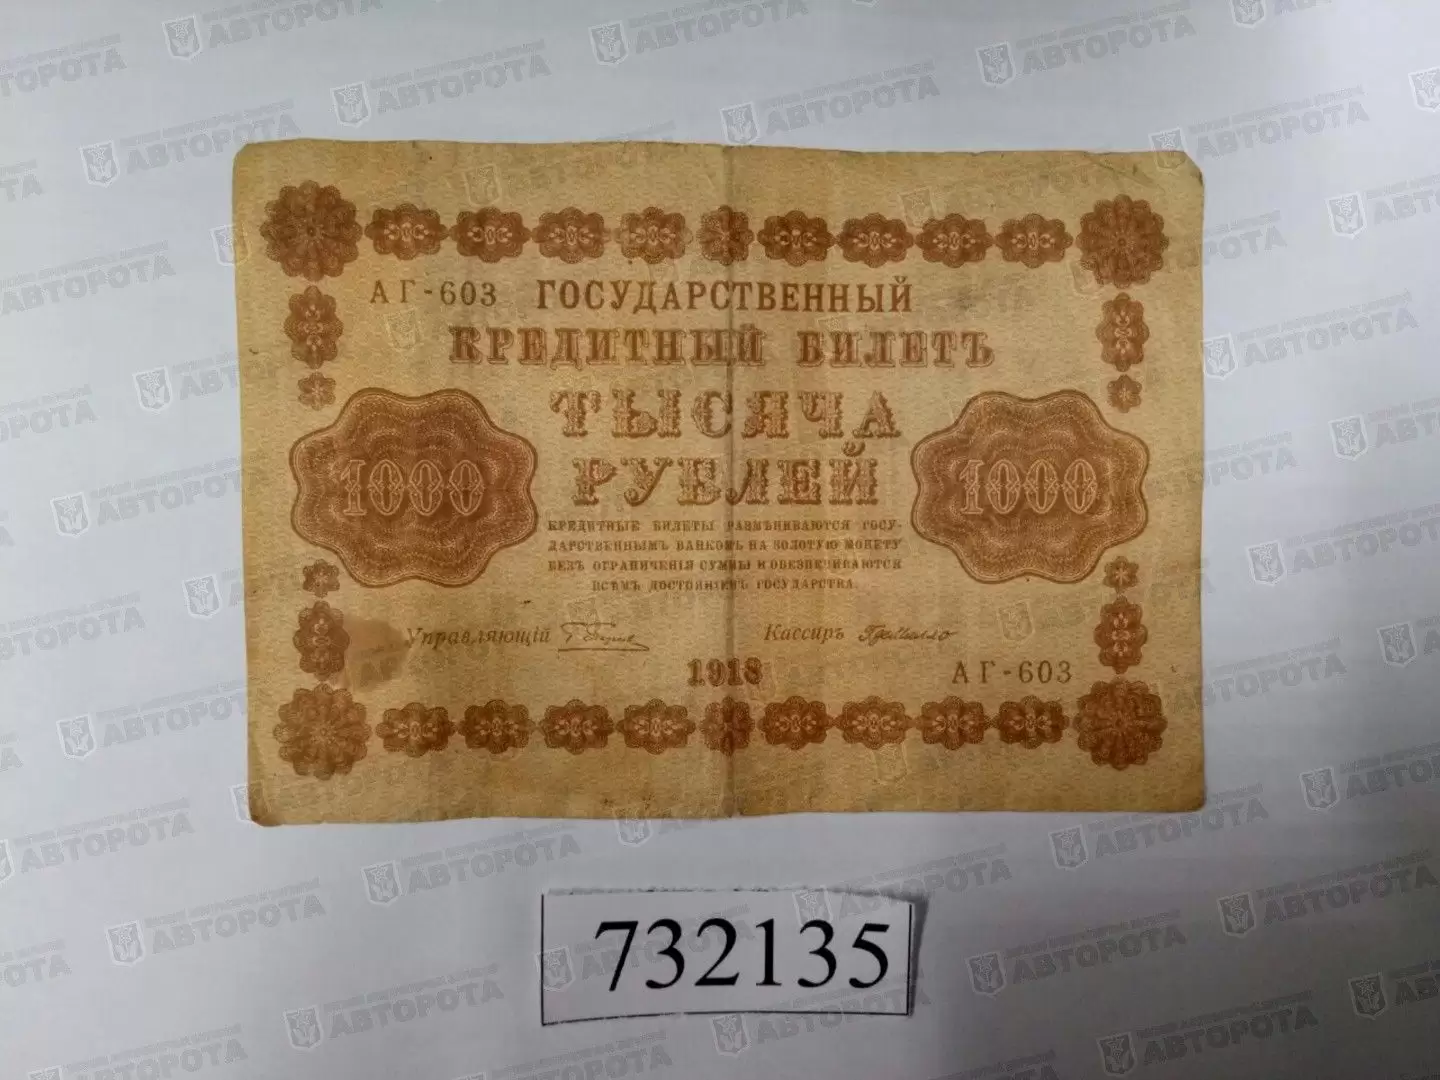 АГ-603 ГОСУДАРСТВЕННЫЙ
КРЕДИТНЫЙ БИЛЕТЪ
ТЫСЯЧА
РУБЛЕЙ
1000
1000
КРЕДИТНЫЕ БИЛЕТЫ РАЗМѢНИВАЮТСЯ ГОСУ-
ДАРСТВЕННЫМЪ БАНКОМЪ НА ЗОЛОТУЮ МОНЕТУ
БЕЗЪ ОГРАНИЧЕНІЯ СУММЫ И ОБЕЗПЕЧИВАЮТСЯ
ВСѢМЪ ДОСТОЯНІЕМЪ ГОСУДАРСТВА.
Управляющій
Кассиръ
1918
АГ-603
732135
АВТОРОТА